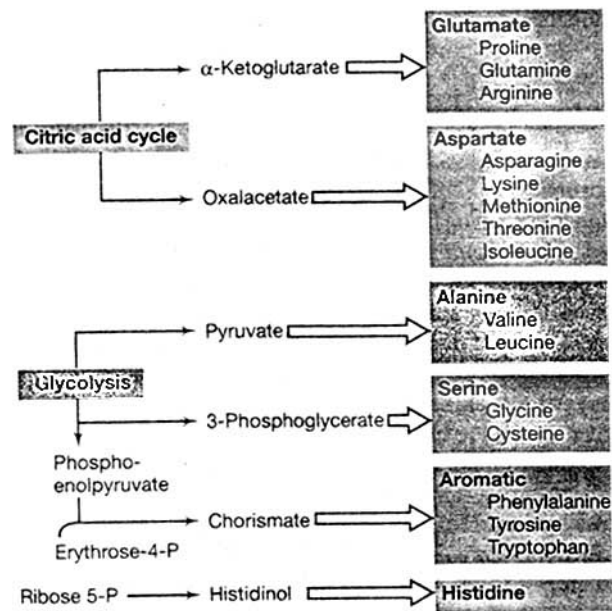 Glutamate
Proline
α-Ketoglutarate
Glutamine
Arginine
Citric acid cycle
Aspartate
Asparagine
Oxalacetate
Lysine
Methionine
Threonine
Isoleucine
Alanine
Pyruvate
Valine
Leucine
Glycolysis
Serine
3-Phosphoglycerate
Glycine
Cysteine
Phospho-
enolpyruvate
Aromatic
Phenylalanine
Chorismate
Tyrosine
Erythrose-4-P
Tryptophan
Ribose 5-P
Histidinol
Histidine